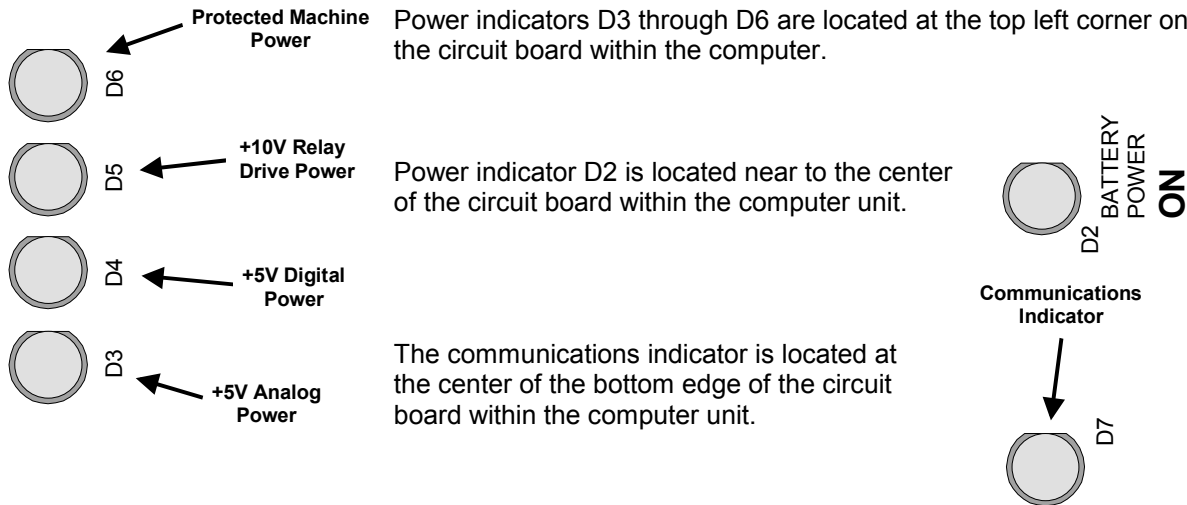 Protected Machine
Power
Power indicators D3 through D6 are located at the top left corner on
the circuit board within the computer.
D6
+10V Relay
Drive Power
D5
Power indicator D2 is located near to the center
of the circuit board within the computer unit.
D2
BATTERY
POWER
ON
D4
+5V Digital
Power
Communications
Indicator
D3
+5V Analog
Power
The communications indicator is located at
the center of the bottom edge of the circuit
board within the computer unit.
D7